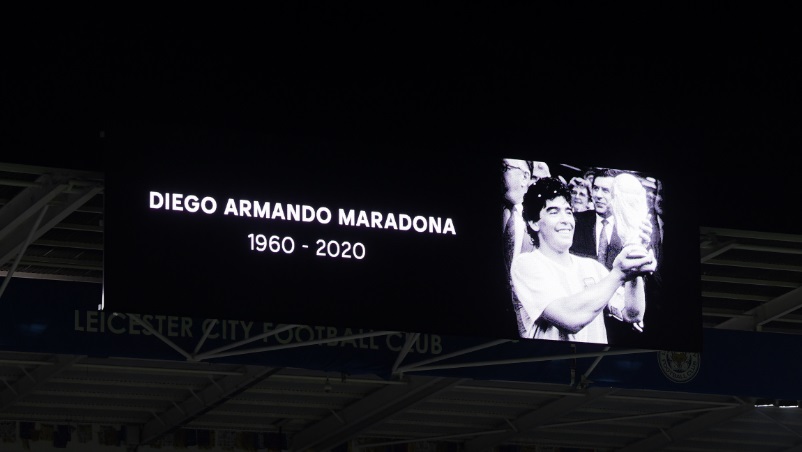 DIEGO ARMANDO MARADONA
1960 - 2020
LEICESTER CITY FOOTBALL CLUB